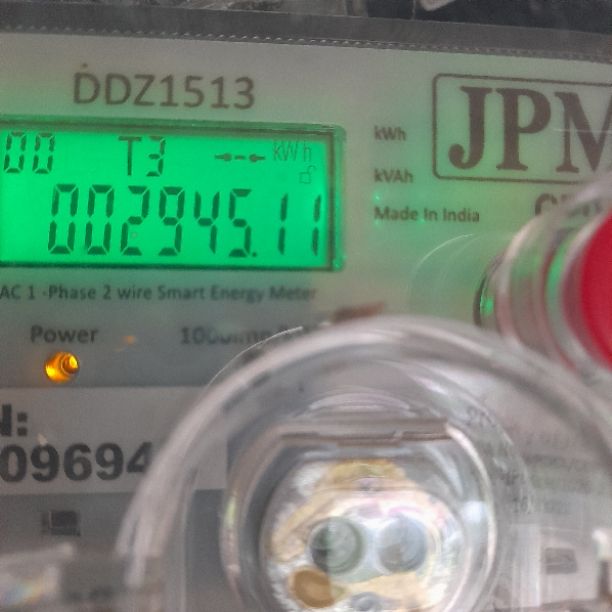 DDZ1513
JPM
kWh
kVAh
Made In India
00 T3 kWh
002945.11
AC 1 -Phase 2 wire Smart Energy Meter
Power
N:
09694